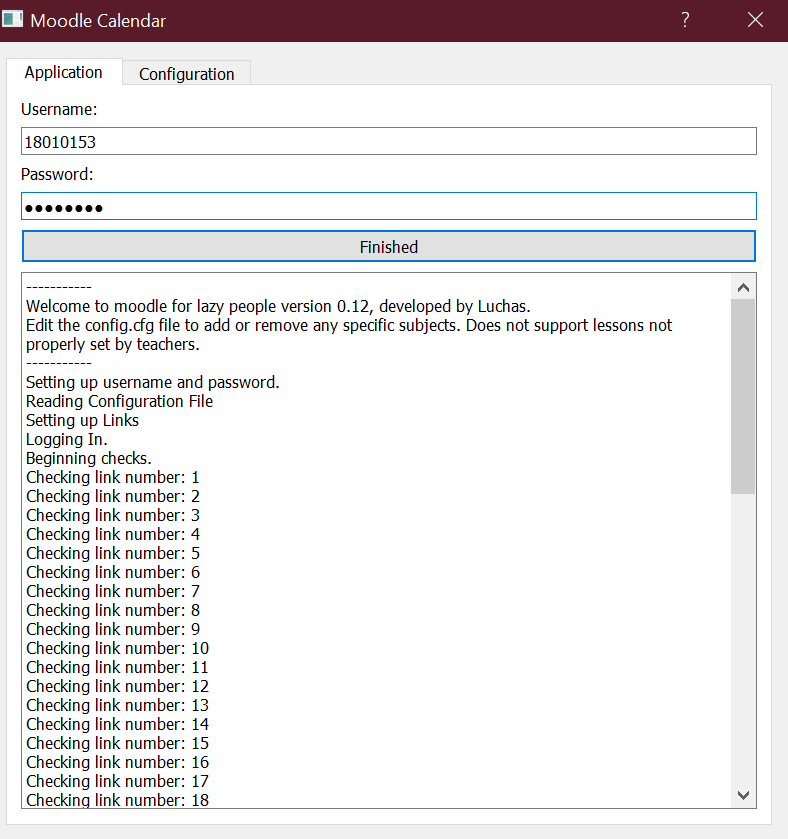 Moodle Calendar
?
Application
Configuration
Username:
18010153
Password:
●●●●●●●●
Finished
-----------
Welcome to moodle for lazy people version 0.12, developed by Luchas.
Edit the config.cfg file to add or remove any specific subjects. Does not support lessons not
properly set by teachers.
-----------
Setting up username and password.
Reading Configuration File
Setting up Links
Logging In.
Beginning checks.
Checking link number: 1
Checking link number: 2
Checking link number: 3
Checking link number: 4
Checking link number: 5
Checking link number: 6
Checking link number: 7
Checking link number: 8
Checking link number: 9
Checking link number: 10
Checking link number: 11
Checking link number: 12
Checking link number: 13
Checking link number: 14
Checking link number: 15
Checking link number: 16
Checking link number: 17
Checking link number: 18